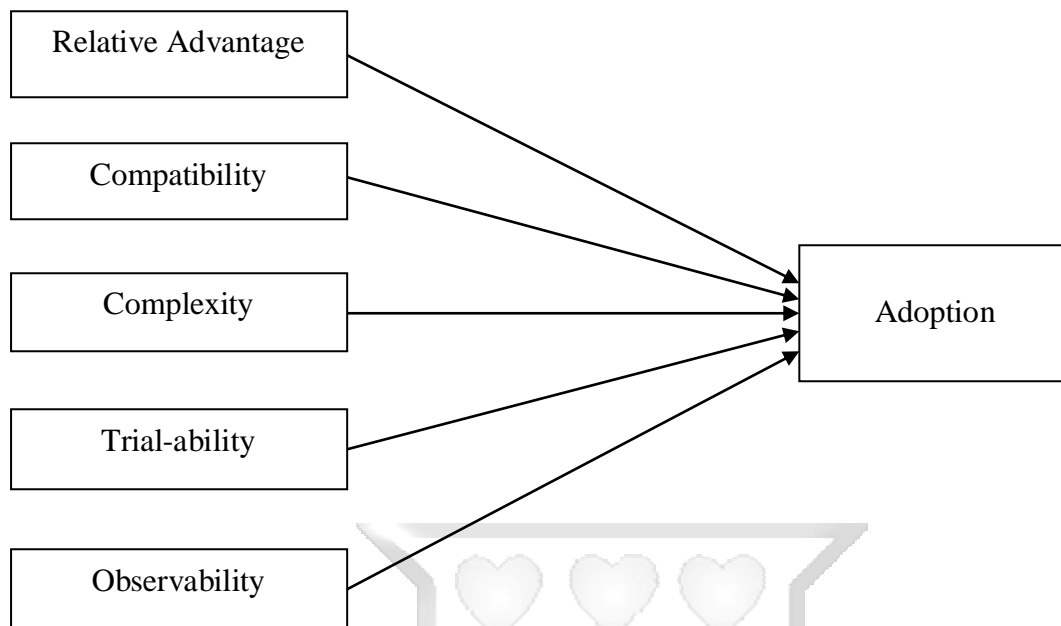 Relative Advantage
Compatibility
Complexity
Adoption
Trial-ability
Observability